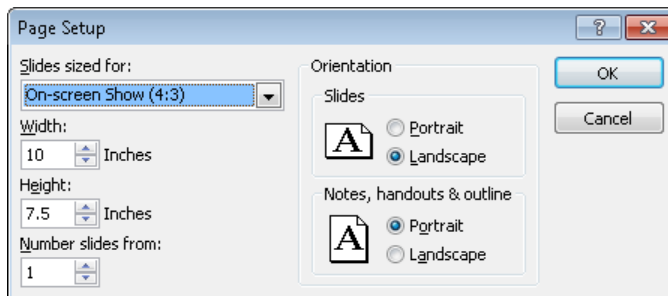 Page Setup
Slides sized for:
On-screen Show (4:3)
Width:
10 Inches
Height:
7.5 Inches
Number slides from:
1
Orientation
Slides
A
Portrait
Landscape
Notes, handouts & outline
A
Portrait
Landscape
OK
Cancel